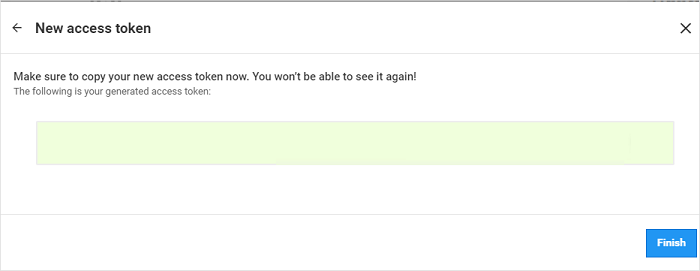 New access token
Make sure to copy your new access token now. You won't be able to see it again!
The following is your generated access token:
Finish